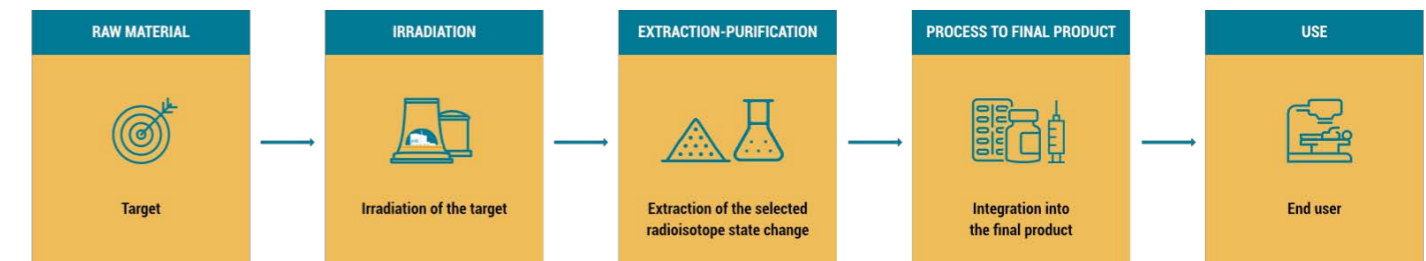 RAW MATERIAL
Target
IRRADIATION
Irradiation of the target
EXTRACTION-PURIFICATION
Extraction of the selected
radioisotope state change
PROCESS TO FINAL PRODUCT
Integration into
the final product
USE
End user